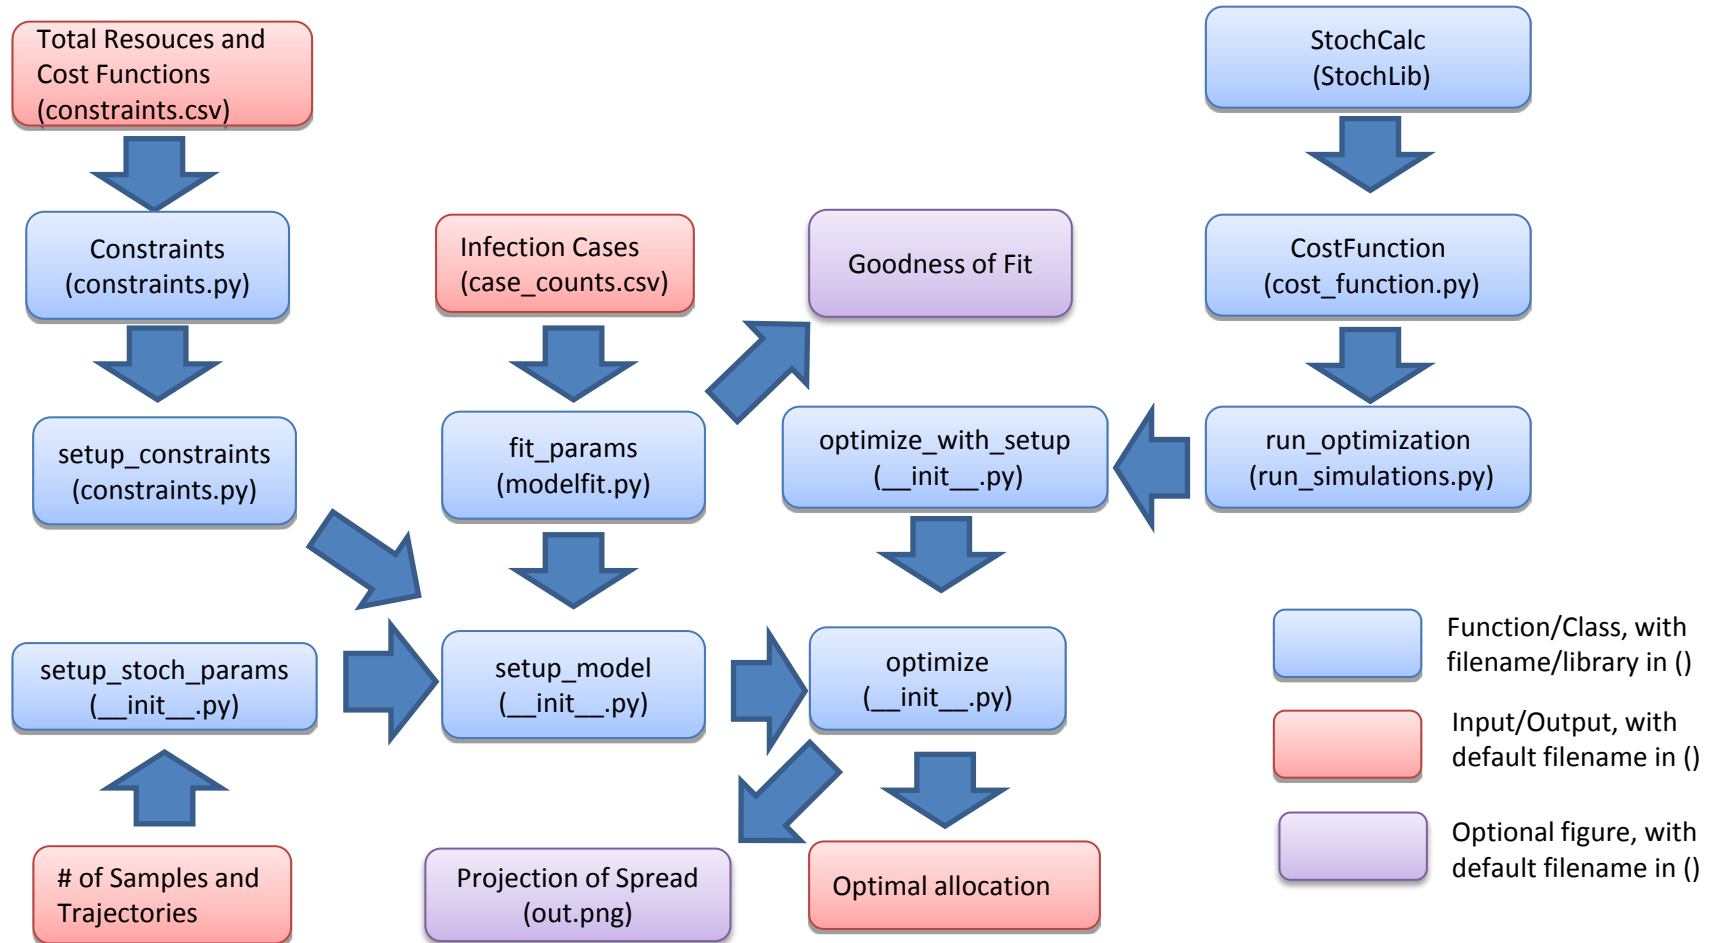 Total Resouces and
Cost Functions
(constraints.csv)
StochCalc
(StochLib)
Constraints
(constraints.py)
Infection Cases
(case_counts.csv)
Goodness of Fit
CostFunction
(cost_function.py)
setup_constraints
(constraints.py)
fit_params
(modelfit.py)
optimize_with_setup
(__init__.py)
run_optimization
(run_simulations.py)
setup_stoch_params
(__init__.py)
setup_model
(__init__.py)
optimize
(__init__.py)
# of Samples and
Trajectories
Projection of Spread
(out.png)
Optimal allocation
Function/Class, with
filename/library in ()
Input/Output, with
default filename in ()
Optional figure, with
default filename in ()